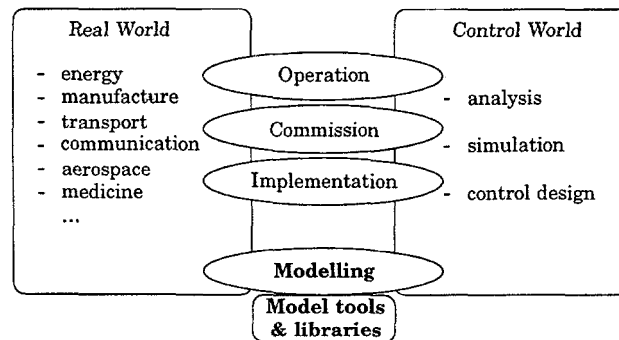 Real World
- energy
- manufacture
- transport
- communication
- aerospace
- medicine
...
Operation
Commission
Implementation
Modelling
Model tools
& libraries
Control World
- analysis
- simulation
- control design